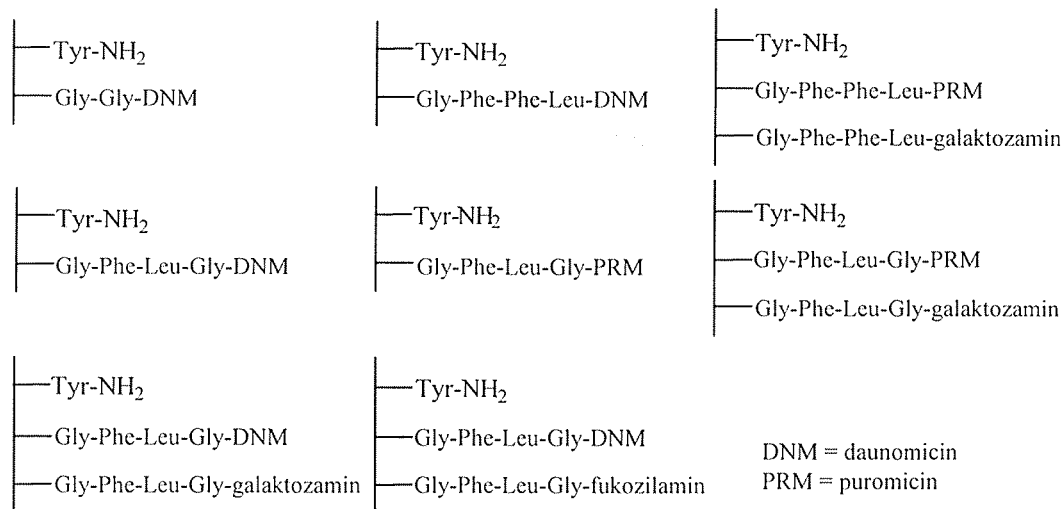 Tyr-NH2
Gly-Gly-DNM
Tyr-NH2
Gly-Phe-Phe-Leu-DNM
Tyr-NH2
Gly-Phe-Phe-Leu-PRM
Gly-Phe-Phe-Leu-galaktozamin
Tyr-NH2
Gly-Phe-Leu-Gly-DNM
Tyr-NH2
Gly-Phe-Leu-Gly-PRM
Tyr-NH2
Gly-Phe-Leu-Gly-PRM
Gly-Phe-Leu-Gly-galaktozamin
Tyr-NH2
Gly-Phe-Leu-Gly-DNM
Gly-Phe-Leu-Gly-galaktozamin
Tyr-NH2
Gly-Phe-Leu-Gly-DNM
Gly-Phe-Leu-Gly-fukozilamin
DNM = daunomicin
PRM = puromicin